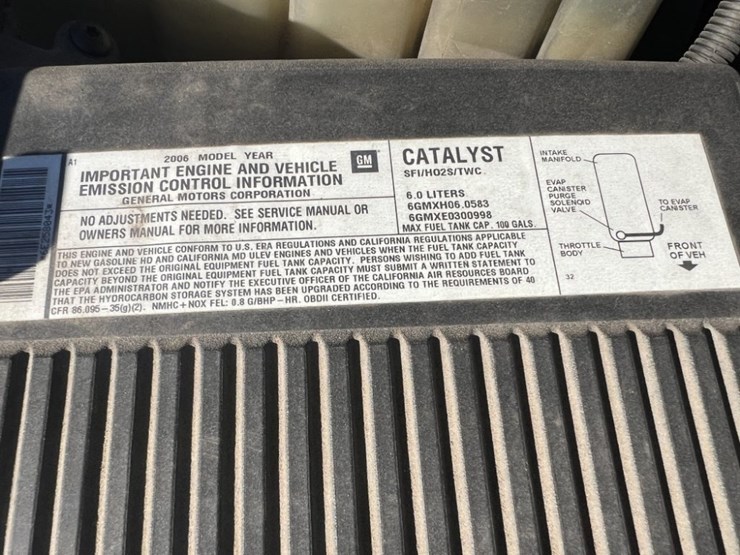 A1
2006 MODEL YEAR
IMPORTANT ENGINE AND VEHICLE
EMISSION CONTROL INFORMATION
GENERAL MOTORS CORPORATION
GM
NO ADJUSTMENTS NEEDED. SEE SERVICE MANUAL OR
OWNERS MANUAL FOR MORE INFORMATION.
CATALYST
SFI/HO2S/TWC
6.0 LITERS
6GMXH06.0583
6GMXE0300998
MAX FUEL TANK CAP. 100 GALS.
THIS ENGINE AND VEHICLE CONFORM TO U.S. ERA REGULATIONS AND CALIFORNIA REGULATIONS APPLICABLE
TO NEW GASOLINE HD AND CALIFORNIA MD ULEV ENGINES AND VEHICLES WHEN THE FUEL TANK CAPACITY
DOES NOT EXCEED THE ORIGINAL EQUIPMENT FUEL TANK CAPACITY. PERSONS WISHING TO ADD FUEL TANK
CAPACITY BEYOND THE ORIGINAL EQUIPMENT FUEL TANK CAPACITY MUST SUBMIT A WRITTEN STATEMENT TO
THE EPA ADMINISTRATOR AND NOTIFY THE EXECUTIVE OFFICER OF THE CALIFORNIA AIR RESOURCES BOARD
THAT THE HYDROCARBON STORAGE SYSTEM HAS BEEN UPGRADED ACCORDING TO THE REQUIREMENTS OF 40
CFR 86.095-35(g)(2). NMHC+NOX FEL: 0.8 G/BHP-HR. OBDII CERTIFIED.
INTAKE
MANIFOLD
EVAP
CANISTER
PURGE
SOLENOID
VALVE
TO EVAP
CANISTER
THROTTLE
BODY
FRONT
OF VEH
32